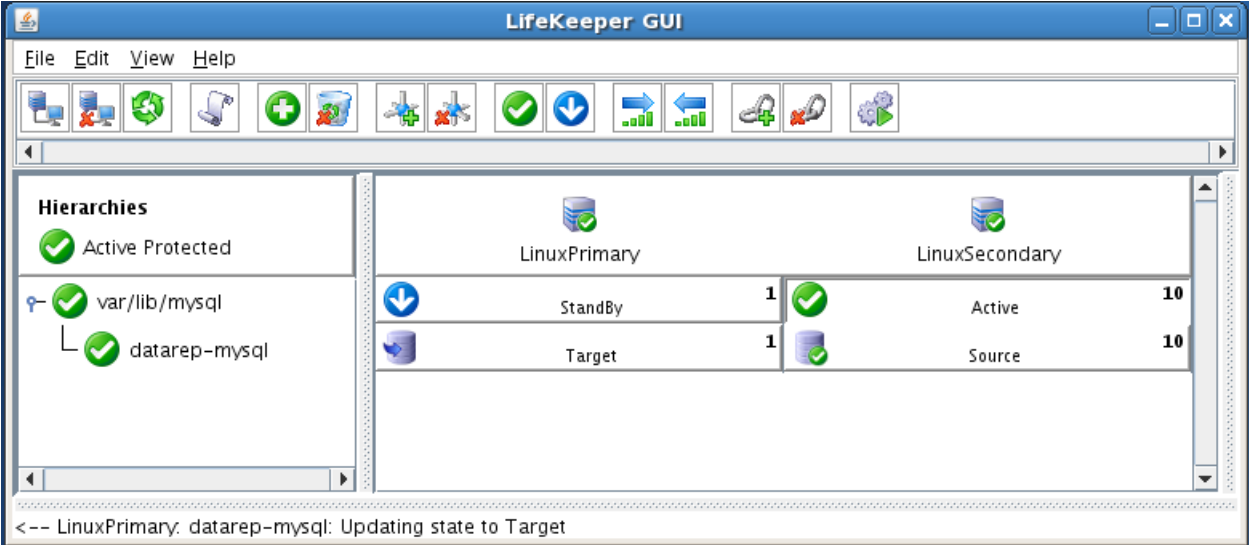 LifeKeeper GUI
File Edit View Help
Hierarchies
Active Protected
LinuxPrimary
LinuxSecondary
var/lib/mysql
StandBy 1
Active 10
datarep-mysql
Target 1
Source 10
<-- LinuxPrimary: datarep-mysql: Updating state to Target